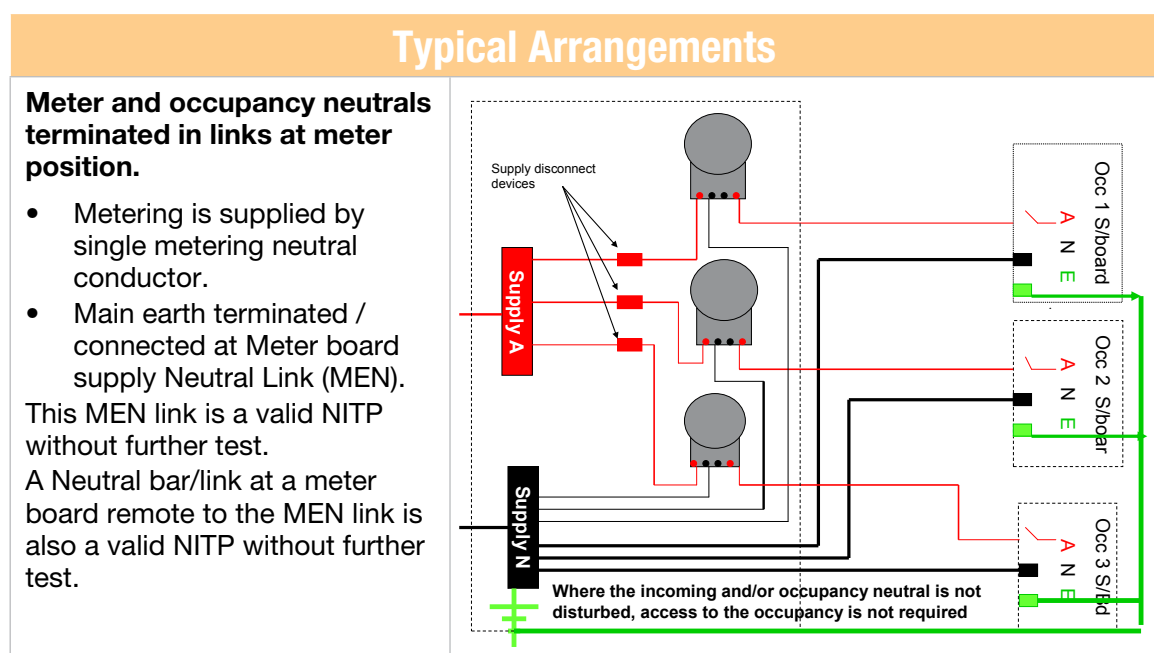 Typical Arrangements
Meter and occupancy neutrals
terminated in links at meter
position.
• Metering is supplied by
single metering neutral
conductor.
• Main earth terminated /
connected at Meter board
supply Neutral Link (MEN).
This MEN link is a valid NITP
without further test.
A Neutral bar/link at a meter
board remote to the MEN link is
also a valid NITP without further
test.
Supply disconnect
devices
Supply A
Supply N
Occ 1 S/board
A N E
Occ 2 S/boar
A N E
Occ 3 S/Bd
A N E
Where the incoming and/or occupancy neutral is not
disturbed, access to the occupancy is not required